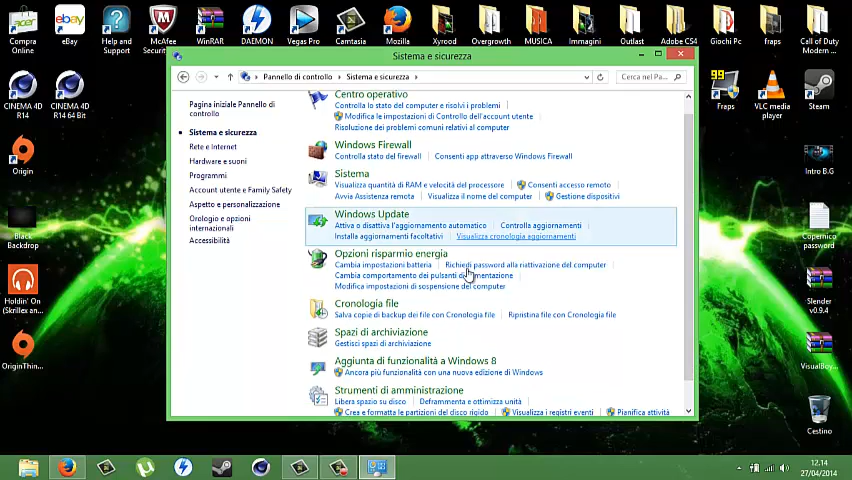 Compra Online
eBay
Help and Support
McAfee
WinRAR
DAEMON
Vegas Pro
Camtasia
Mozilla
Xyrood
Overgrowth
MUSICA
Immagini
Outlast
Adobe CS4
Giochi Pc
fraps
Call of Duty Modern ...
Sistema e sicurezza
Pannello di controllo
Sistema e sicurezza
Cerca nel Pa...
Pagina iniziale Pannello di
controllo
Sistema e sicurezza
Rete e Internet
Hardware e suoni
Programmi
Account utente e Family Safety
Aspetto e personalizzazione
Orologio e opzioni
internazionali
Accessibilità
Centro operativo
Controlla lo stato del computer e risolvi i problemi
Modifica le impostazioni di Controllo dell'account utente
Risoluzione dei problemi comuni relativi al computer
Windows Firewall
Controlla stato del firewall
Consenti app attraverso Windows Firewall
Sistema
Visualizza quantità di RAM e velocità del processore
Consenti accesso remoto
Avvia Assistenza remota
Visualizza il nome del computer
Gestione dispositivi
Windows Update
Attiva o disattiva l'aggiornamento automatico
Controlla aggiornamenti
Installa aggiornamenti facoltativi
Visualizza cronologia aggiornamenti
Opzioni risparmio energia
Cambia impostazioni batteria
Richiedi password alla riattivazione del computer
Cambia comportamento dei pulsanti di alimentazione
Modifica impostazioni di sospensione del computer
Cronologia file
Salva copie di backup dei file con Cronologia file
Ripristina file con Cronologia file
Spazi di archiviazione
Gestisci spazi di archiviazione
Aggiunta di funzionalità a Windows 8
Ancora più funzionalità con una nuova edizione di Windows
Strumenti di amministrazione
Libera spazio su disco
Deframmenta e ottimizza unità
Crea e formatta le partizioni del disco rigido
Visualizza i registri eventi
Pianifica attività
CINEMA 4D
R14
CINEMA 4D
R14 64 Bit
Origin
Black
Backdrop
Holdin' On
(Skrillex an...
OriginThin...
99
Fraps
VLC media
player
Steam
Intro B.G
Copernico
password
Slender
v0.9.4
VisualBoy...
Cestino
12.14
27/04/2014